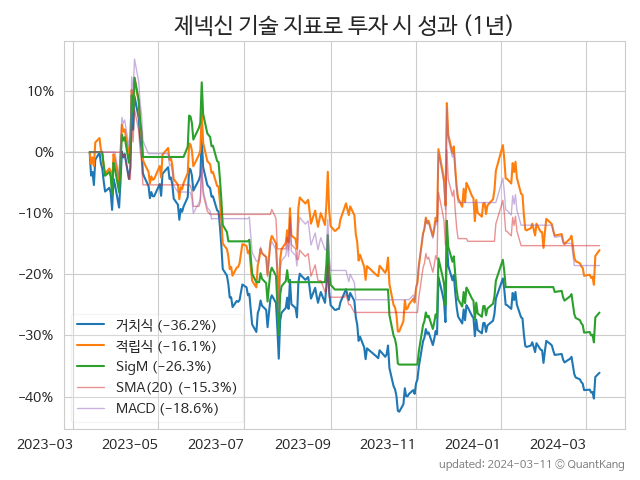 제넥신 기술 지표로 투자 시 성과 (1년)
10%
0%
−10%
−20%
−30%
−40%
거치식 (−36.2%)
적립식 (−16.1%)
SigM (−26.3%)
SMA(20) (−15.3%)
MACD (−18.6%)
2023-03 2023-05 2023-07 2023-09 2023-11 2024-01 2024-03
updated: 2024-03-11 © QuantKang